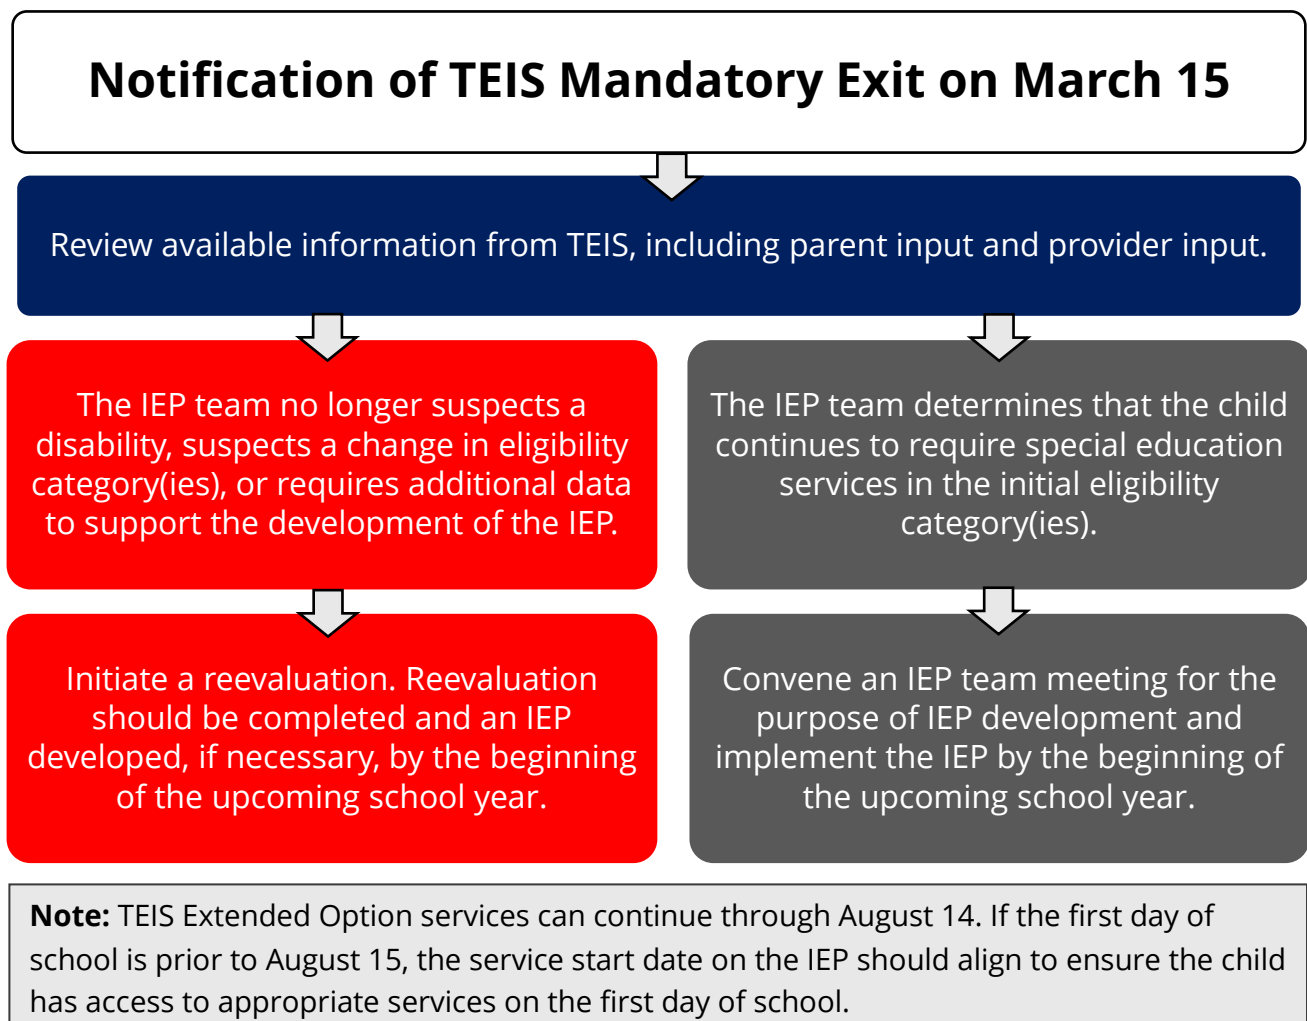 Notification of TEIS Mandatory Exit on March 15
Review available information from TEIS, including parent input and provider input.
The IEP team no longer suspects a
disability, suspects a change in eligibility
category(ies), or requires additional data
to support the development of the IEP.
The IEP team determines that the child
continues to require special education
services in the initial eligibility
category(ies).
Initiate a reevaluation. Reevaluation
should be completed and an IEP
developed, if necessary, by the beginning
of the upcoming school year.
Convene an IEP team meeting for the
purpose of IEP development and
implement the IEP by the beginning of
the upcoming school year.
Note: TEIS Extended Option services can continue through August 14. If the first day of
school is prior to August 15, the service start date on the IEP should align to ensure the child
has access to appropriate services on the first day of school.